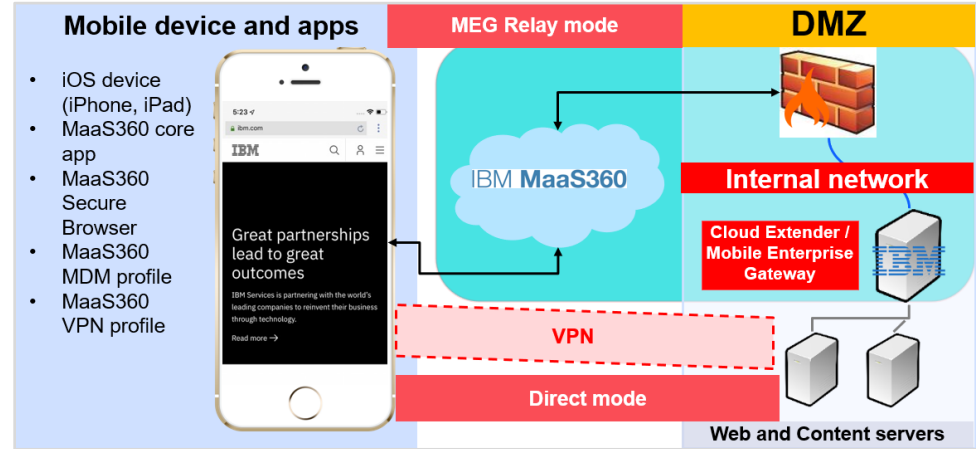 Mobile device and apps
• iOS device
(iPhone, iPad)
• MaaS360 core
app
• MaaS360
Secure
Browser
• MaaS360
MDM profile
• MaaS360
VPN profile
5:23
ibm.com
IBM
Great partnerships
lead to great
outcomes
IBM Services is partnering with the world's
leading companies to reinvent their business
through technology.
Read more →
MEG Relay mode
IBM MaaS360
VPN
Direct mode
DMZ
Internal network
Cloud Extender /
Mobile Enterprise
Gateway
IBM
Web and Content servers